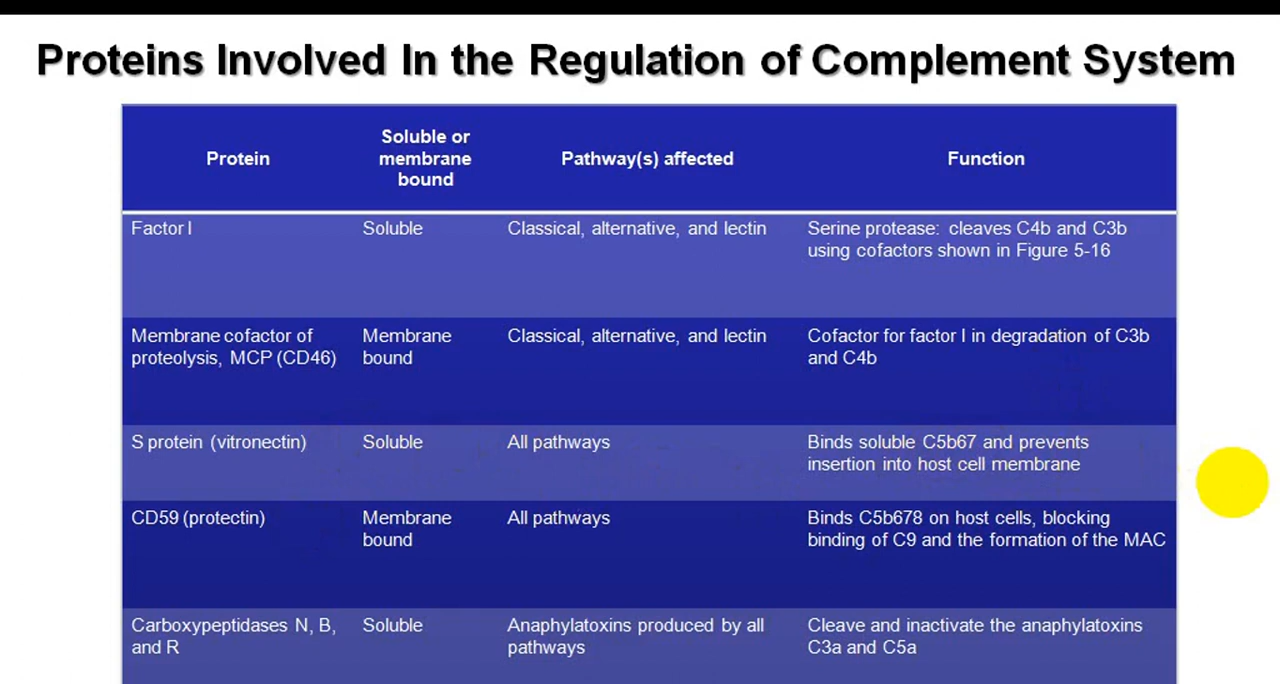 Proteins Involved In the Regulation of Complement System
Protein
Soluble or
membrane
bound
Pathway(s) affected
Function
Factor I
Soluble
Classical, alternative, and lectin
Serine protease: cleaves C4b and C3b
using cofactors shown in Figure 5-16
Membrane cofactor of
proteolysis, MCP (CD46)
Membrane
bound
Classical, alternative, and lectin
Cofactor for factor I in degradation of C3b
and C4b
S protein (vitronectin)
Soluble
All pathways
Binds soluble C5b67 and prevents
insertion into host cell membrane
CD59 (protectin)
Membrane
bound
All pathways
Binds C5b678 on host cells, blocking
binding of C9 and the formation of the MAC
Carboxypeptidases N, B,
and R
Soluble
Anaphylatoxins produced by all
pathways
Cleave and inactivate the anaphylatoxins
C3a and C5a